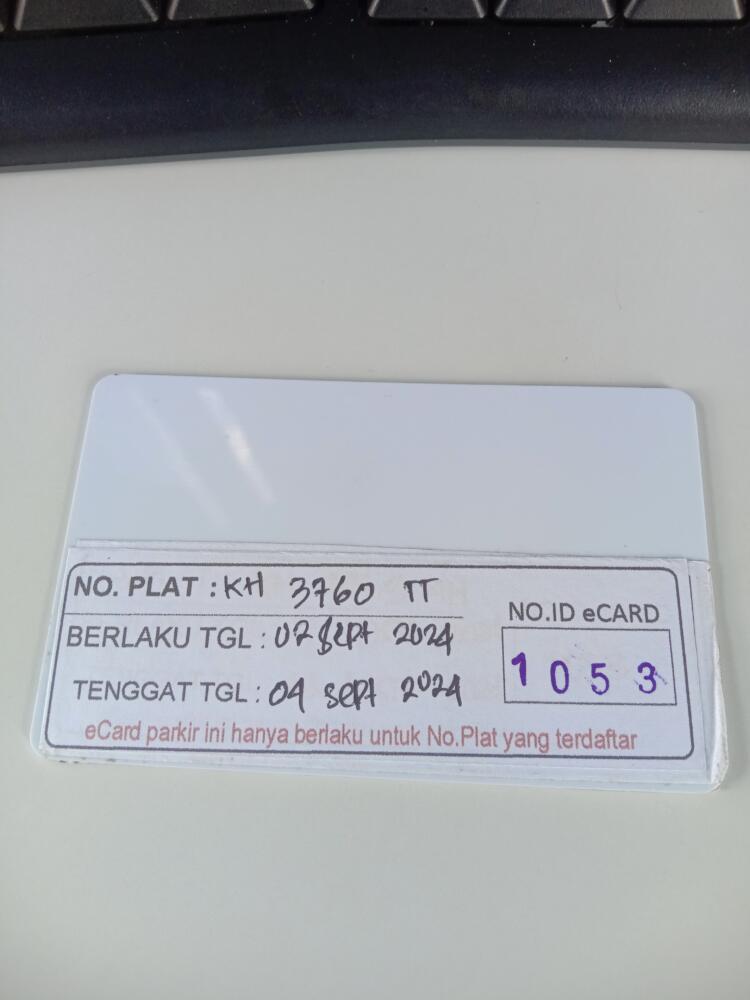 NO. PLAT : KH 3760 TT
BERLAKU TGL : 02 Sept 2024
TENGGAT TGL : 04 sept 2024
NO.ID eCARD
1 0 5 3
eCard parkir ini hanya berlaku untuk No.Plat yang terdaftar